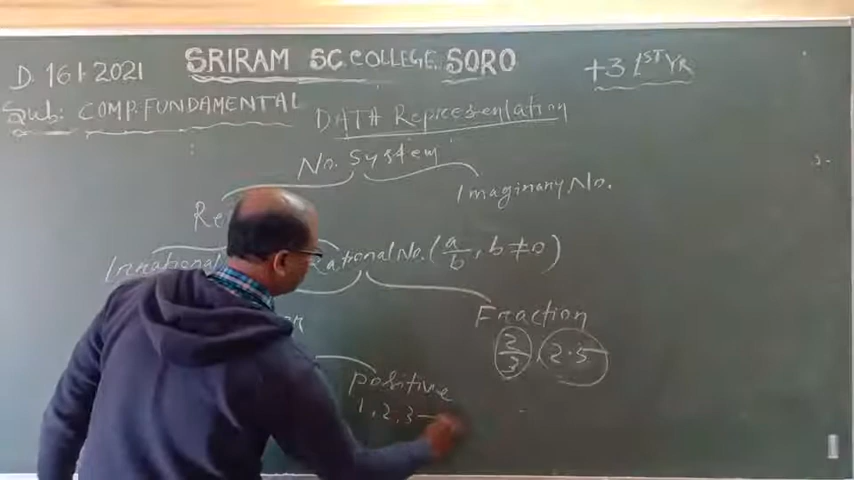 D. 16.1.2021 SRIRAM SC COLLEGE, SORO +3 1ST YR
Sub: COMP. FUNDAMENTAL
DATA Representation
No. System
Imaginary No.
Rational No. (a/b, b≠0)
Fraction
2/3 2.5
positive
1, 2, 3 —